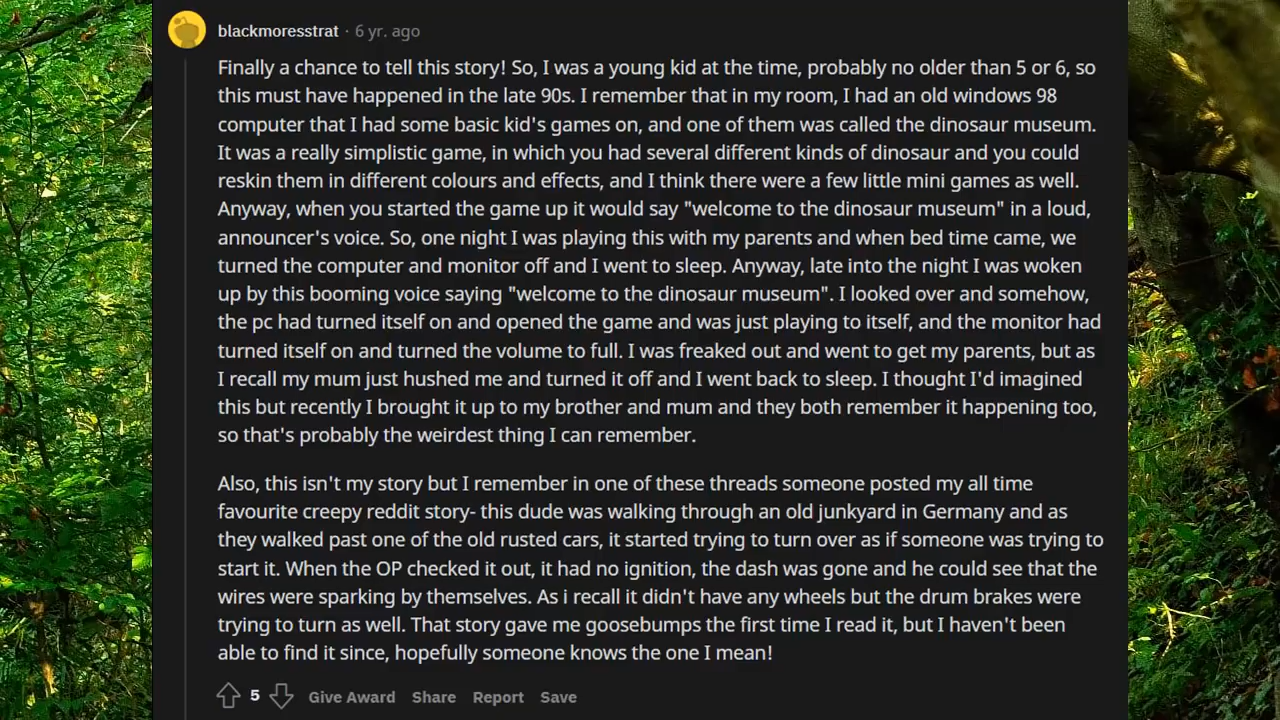 blackmoresstrat · 6 yr. ago
Finally a chance to tell this story! So, I was a young kid at the time, probably no older than 5 or 6, so
this must have happened in the late 90s. I remember that in my room, I had an old windows 98
computer that I had some basic kid's games on, and one of them was called the dinosaur museum.
It was a really simplistic game, in which you had several different kinds of dinosaur and you could
reskin them in different colours and effects, and I think there were a few little mini games as well.
Anyway, when you started the game up it would say "welcome to the dinosaur museum" in a loud,
announcer's voice. So, one night I was playing this with my parents and when bed time came, we
turned the computer and monitor off and I went to sleep. Anyway, late into the night I was woken
up by this booming voice saying "welcome to the dinosaur museum". I looked over and somehow,
the pc had turned itself on and opened the game and was just playing to itself, and the monitor had
turned itself on and turned the volume to full. I was freaked out and went to get my parents, but as
I recall my mum just hushed me and turned it off and I went back to sleep. I thought I'd imagined
this but recently I brought it up to my brother and mum and they both remember it happening too,
so that's probably the weirdest thing I can remember.
Also, this isn't my story but I remember in one of these threads someone posted my all time
favourite creepy reddit story- this dude was walking through an old junkyard in Germany and as
they walked past one of the old rusted cars, it started trying to turn over as if someone was trying to
start it. When the OP checked it out, it had no ignition, the dash was gone and he could see that the
wires were sparking by themselves. As i recall it didn't have any wheels but the drum brakes were
trying to turn as well. That story gave me goosebumps the first time I read it, but I haven't been
able to find it since, hopefully someone knows the one I mean!
5 Give Award Share Report Save